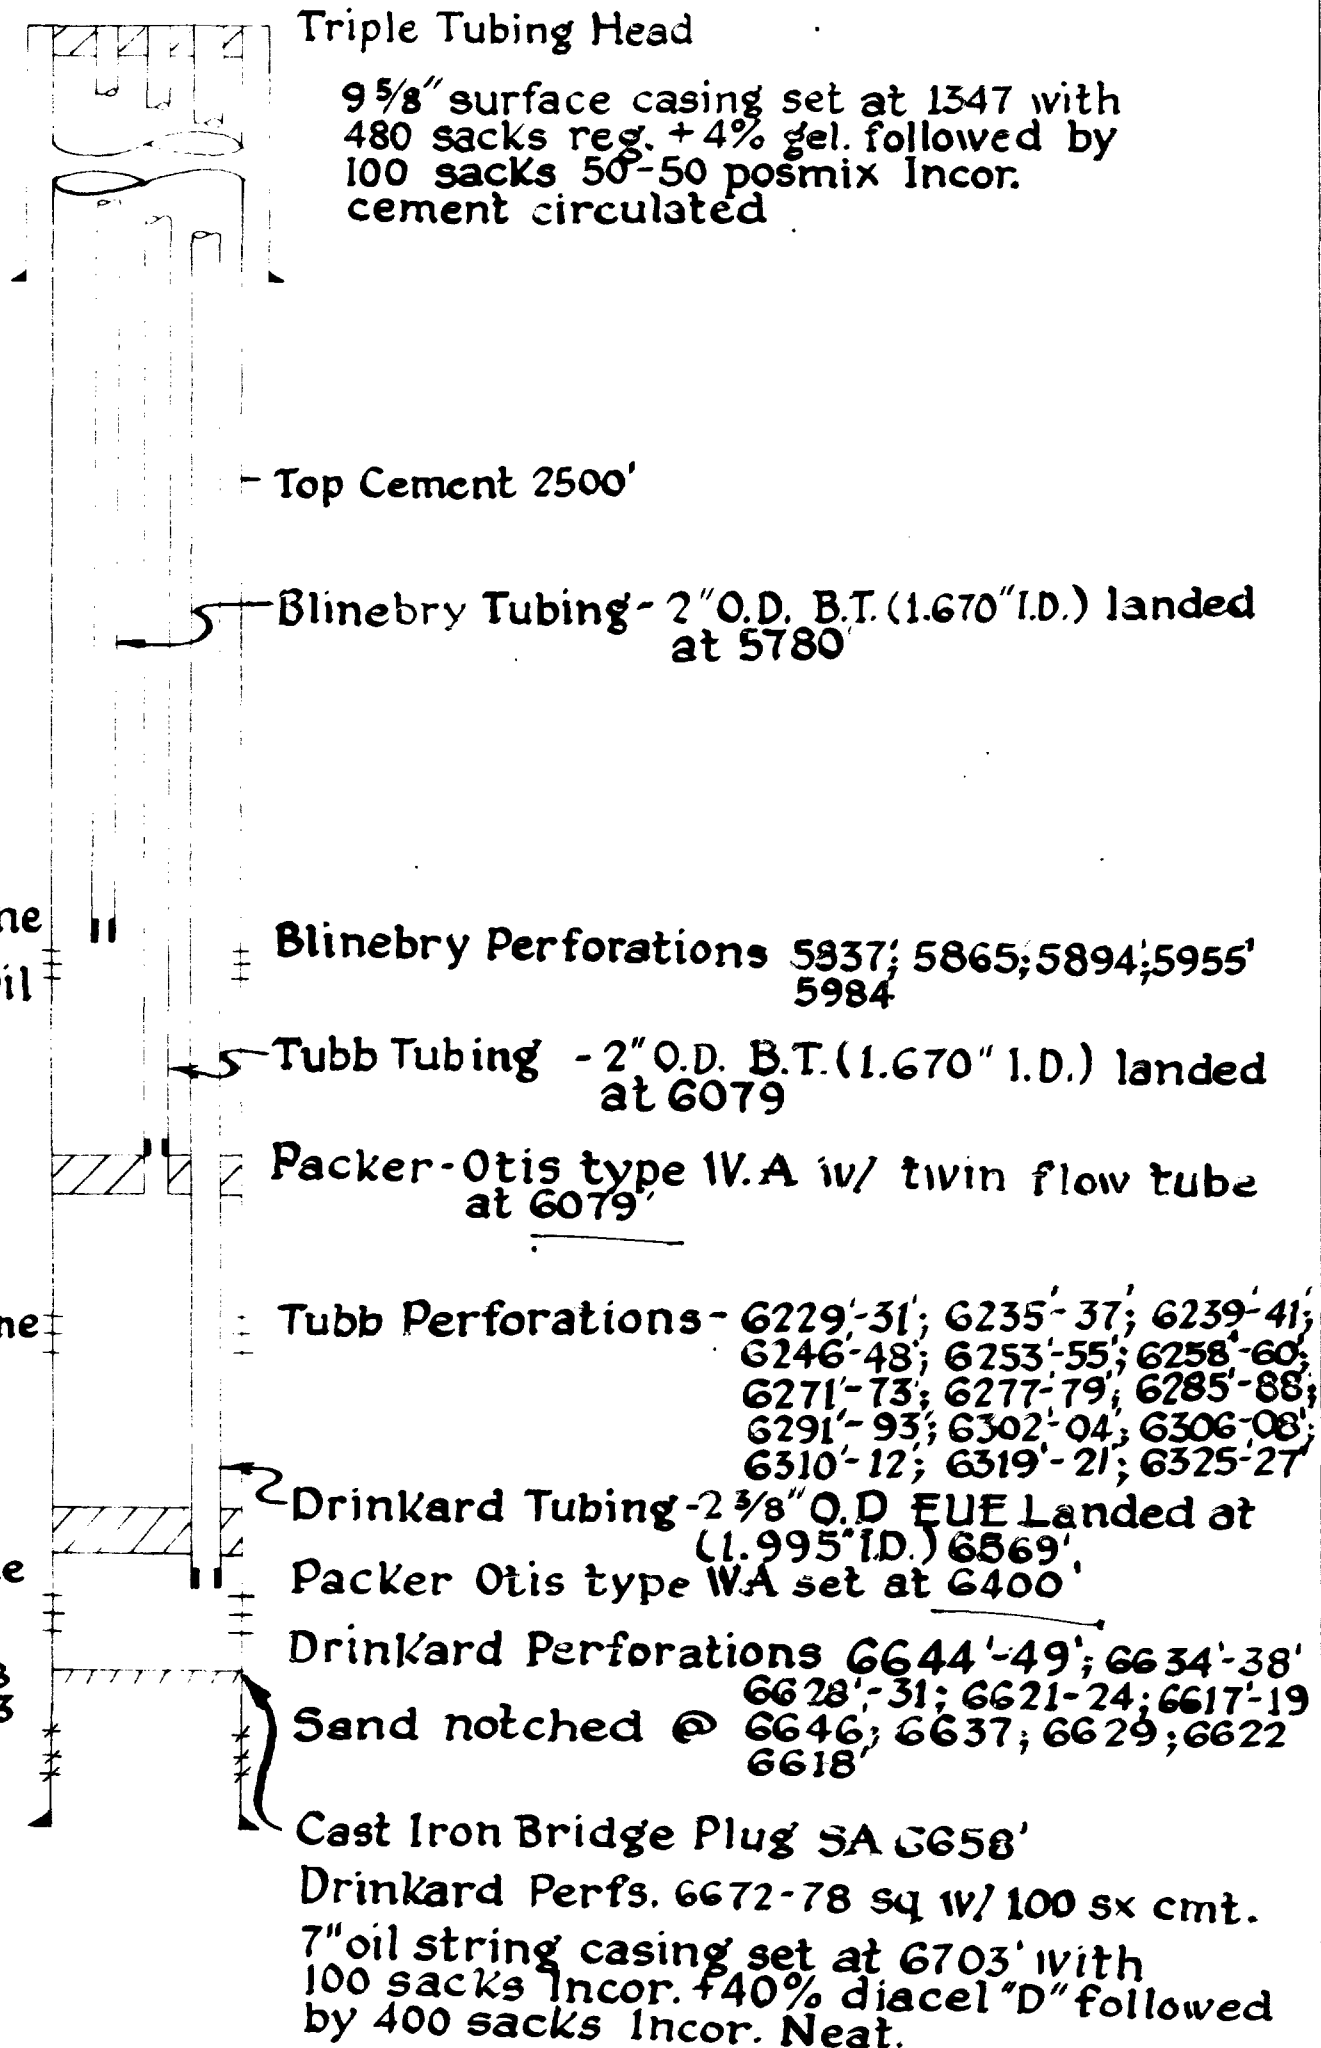 Triple Tubing Head
9 5/8" surface casing set at 1347 with
480 sacks reg. + 4% gel. followed by
100 sacks 50-50 posmix Incor.
cement circulated
Top Cement 2500'
Blinebry Tubing - 2" O.D. B.T. (1.670" I.D.) landed
at 5780'
ne
Blinebry Perforations 5837'; 5865; 5894'; 5955'
il
5984
Tubb Tubing - 2" O.D. B.T. (1.670" I.D.) landed
at 6079
Packer - Otis type W.A w/ twin flow tube
at 6079'
ne
Tubb Perforations - 6229'-31'; 6235'-37'; 6239'-41';
6246'-48'; 6253'-55'; 6258'-60';
6271'-73'; 6277'-79'; 6285'-88';
6291'-93'; 6302'-04'; 6306-08';
6310'-12'; 6319'-21'; 6325'-27'
Drinkard Tubing - 2 3/8" O.D EUE Landed at
(1.995" I.D.) 6569'
e
Packer Otis type WA set at 6400'
Drinkard Perforations 6644'-49'; 6634'-38'
s
6628'-31; 6621-24; 6617'-19
3
Sand notched @ 6646; 6637; 6629; 6622
6618'
Cast Iron Bridge Plug SA 6658'
Drinkard Perfs. 6672-78 sq w/ 100 sx cmt.
7" oil string casing set at 6703' with
100 sacks Incor. +40% diacel "D" followed
by 400 sacks Incor. Neat.